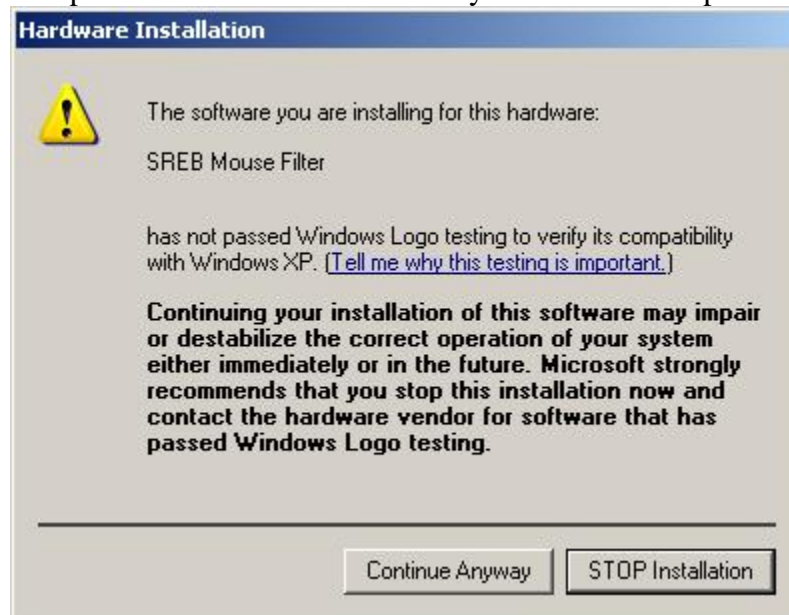 Hardware Installation
The software you are installing for this hardware:
SREB Mouse Filter
has not passed Windows Logo testing to verify its compatibility
with Windows XP. (Tell me why this testing is important.)
Continuing your installation of this software may impair
or destabilize the correct operation of your system
either immediately or in the future. Microsoft strongly
recommends that you stop this installation now and
contact the hardware vendor for software that has
passed Windows Logo testing.
Continue Anyway STOP Installation